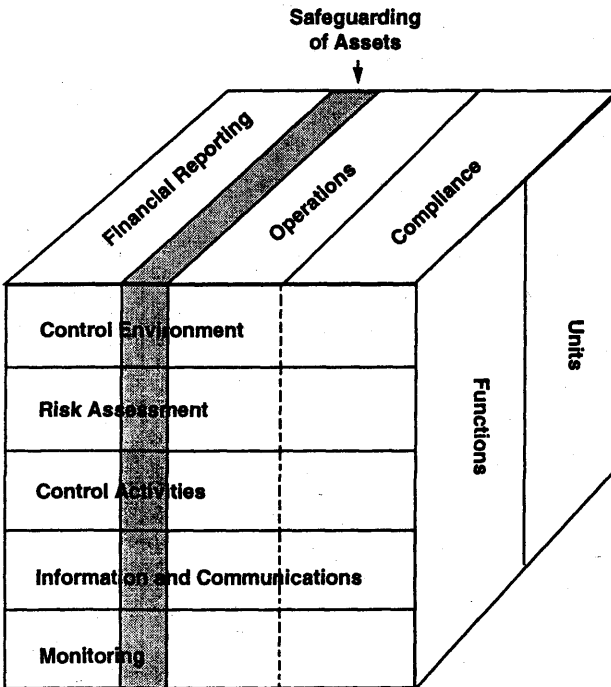 Safeguarding
of Assets
Financial Reporting
Operations
Compliance
Control Environment
Risk Assessment
Control Activities
Information and Communications
Monitoring
Functions
Units